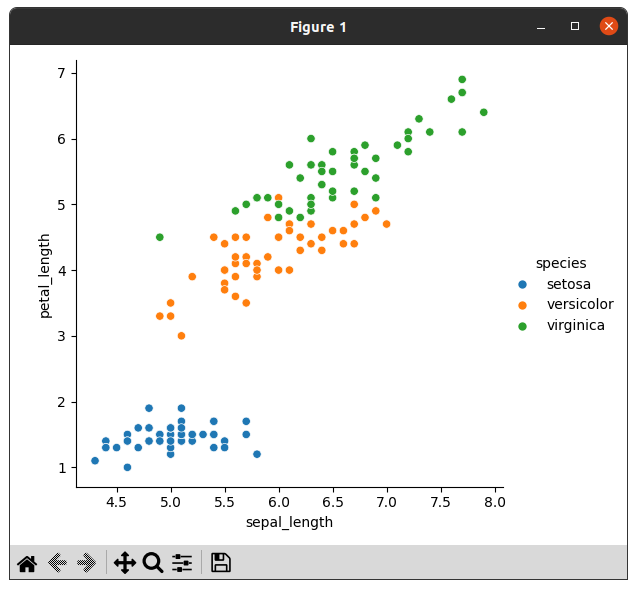 Figure 1
7
6
5
4
3
2
1
petal_length
4.5 5.0 5.5 6.0 6.5 7.0 7.5 8.0
sepal_length
species
setosa
versicolor
virginica